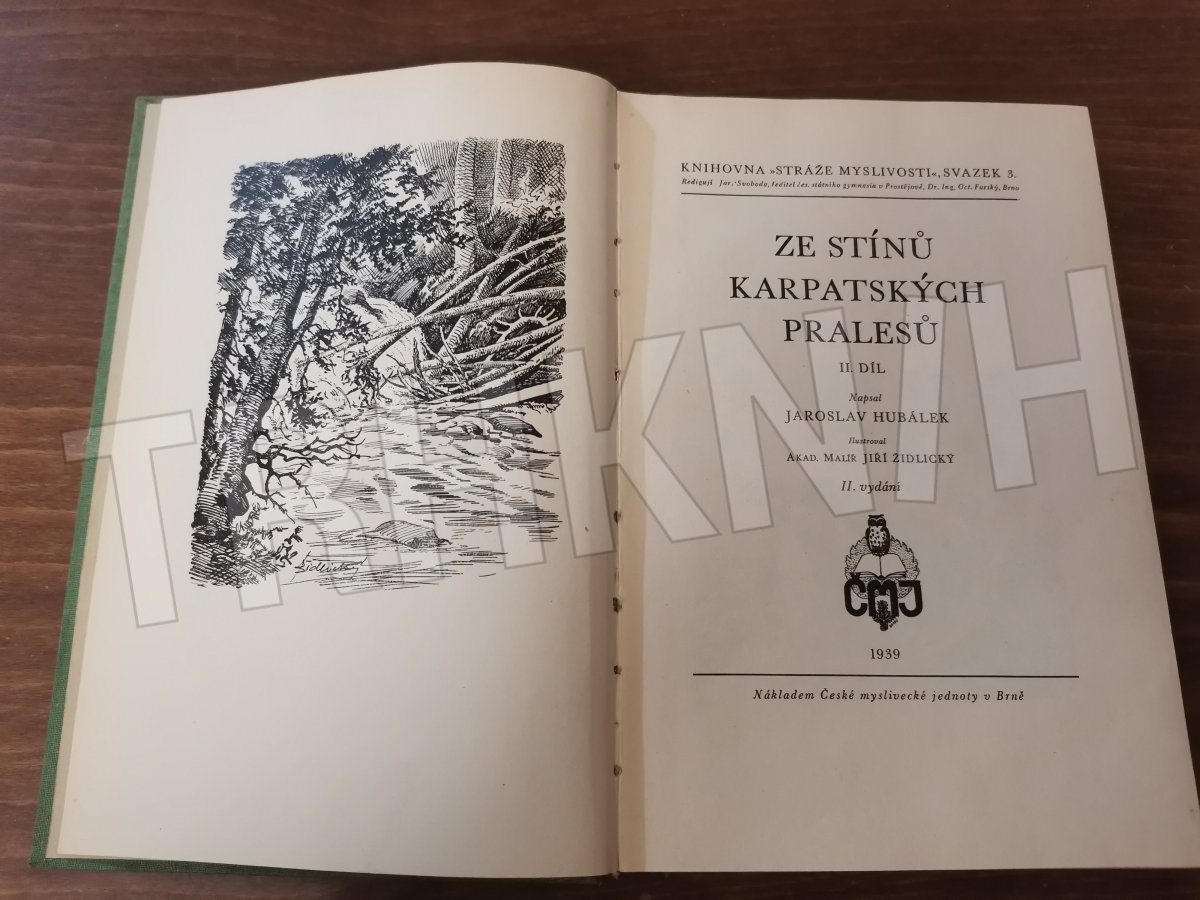 Židlický
KNIHOVNA »STRÁŽE MYSLIVOSTI«, SVAZEK 3.
Redigují Jar. Svoboda, ředitel čes. státního gymnasia v Prostějově, Dr. Ing. Oct. Farský, Brno
ZE STÍNŮ
KARPATSKÝCH
PRALESŮ
II. DÍL
Napsal
JAROSLAV HUBÁLEK
Ilustroval
AKAD. MALÍŘ JIŘÍ ŽIDLICKÝ
II. vydání
ČMJ
1939
Nákladem České myslivecké jednoty v Brně
TRHKNIH